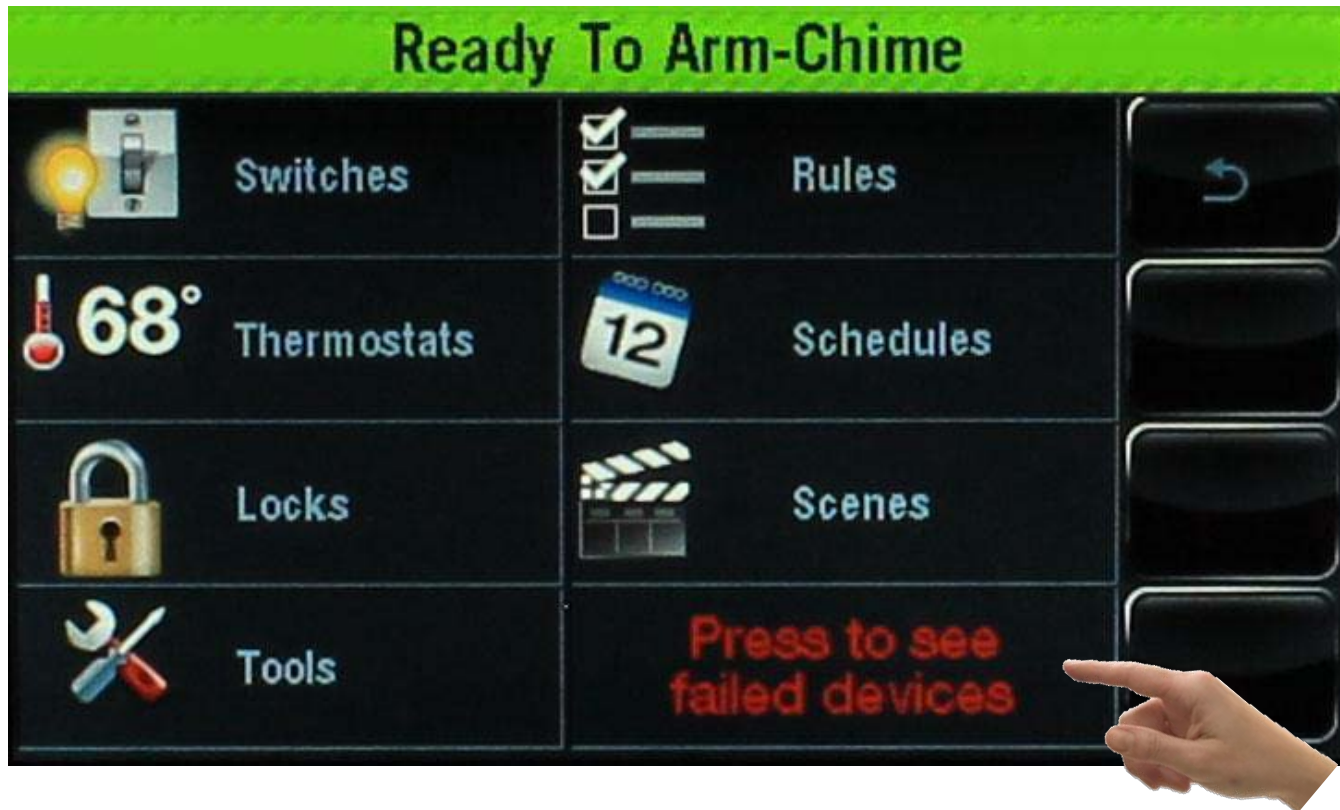 Ready To Arm-Chime
Switches
Rules
68°
Thermostats
12
Schedules
Locks
Scenes
Tools
Press to see
failed devices